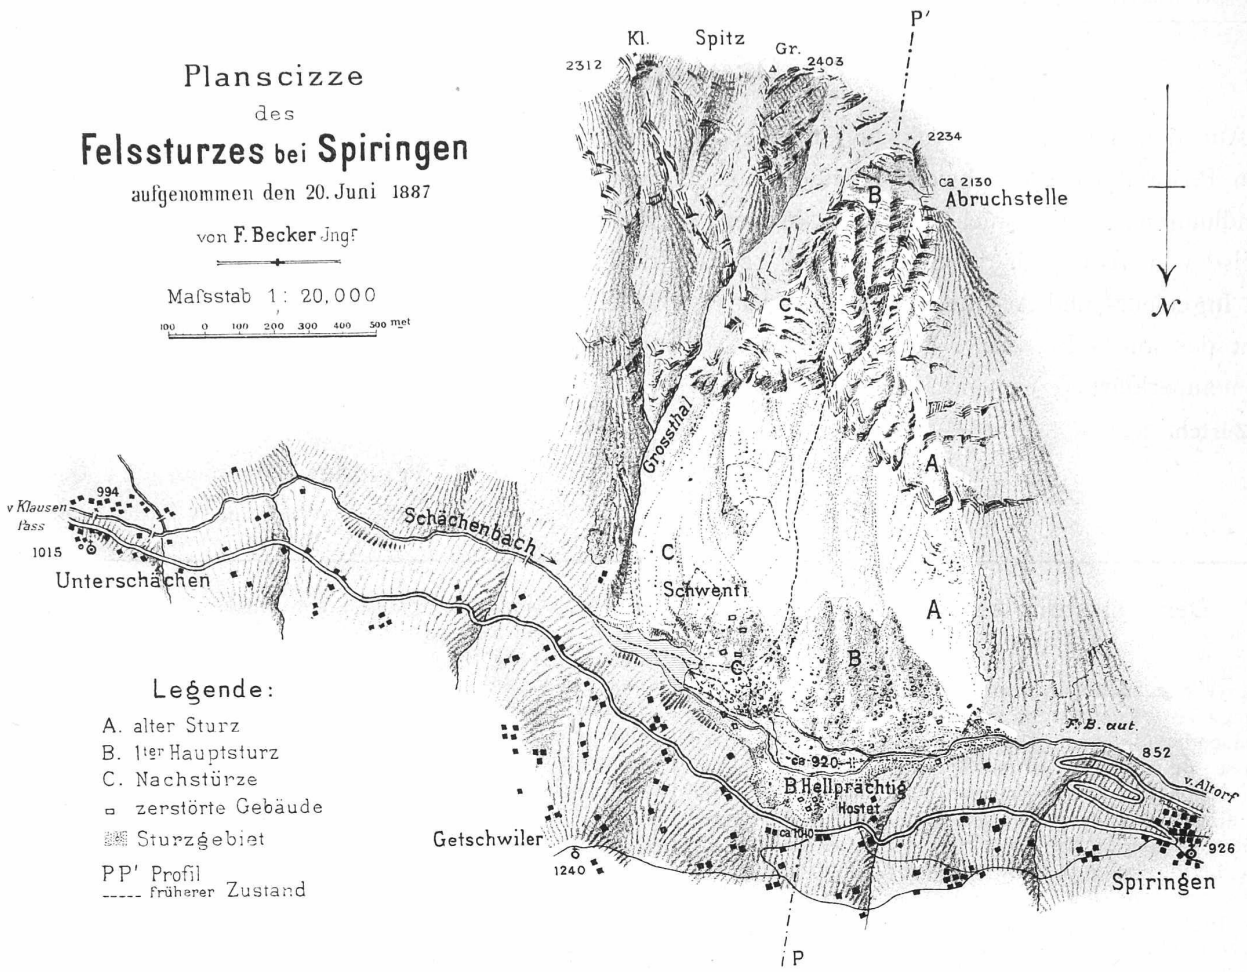 Planscizze
des
Felssturzes bei Spiringen
aufgenommen den 20. Juni 1887
von F. Becker Jngr
Mafsstab 1 : 20,000
100 0 100 200 300 400 500 met
Kl. Spitz Gr.
2312
2403
P'
2234
ca 2130
Abruchstelle
N
B
C
Grossthal
A
994
v Klausen
Pass
1015
Unterschächen
Schächenbach
C
Schwenti
A
C
B
F. B. aut.
852
v. Altorf
ca 920
B Hellprächtig
Hostet
ca 1010
Getschwiler
1240
926
Spiringen
P
Legende:
A. alter Sturz
B. 1ter Hauptsturz
C. Nachstürze
zerstörte Gebäude
Sturzgebiet
PP' Profil
früherer Zustand